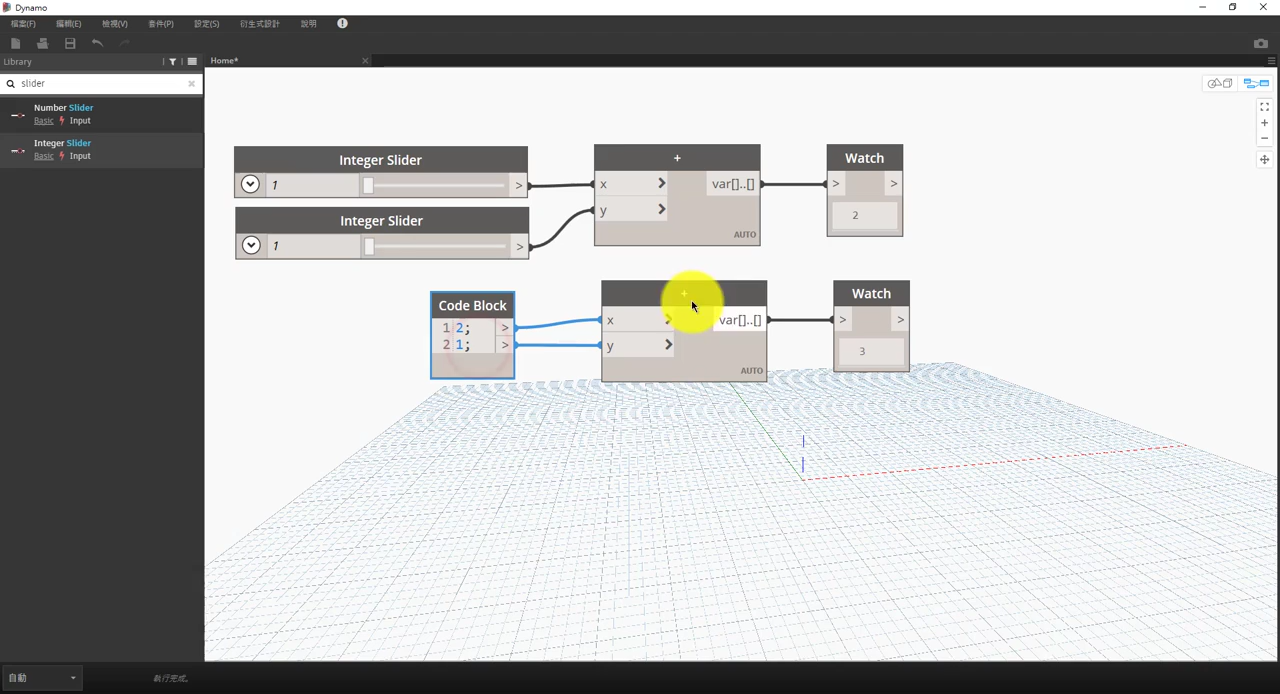 Dynamo
檔案(F) 編輯(E) 檢視(V) 套件(P) 設定(S) 衍生式設計 說明
Library
Home*
slider
Number Slider
Basic Input
Integer Slider
Basic Input
Integer Slider
1 >
Integer Slider
1 >
+
x > var[]..[]
y >
AUTO
Watch
> >
2
Code Block
1 2; >
2 1; >
+
x > var[]..[]
y >
AUTO
Watch
> >
3
自動 執行完成。